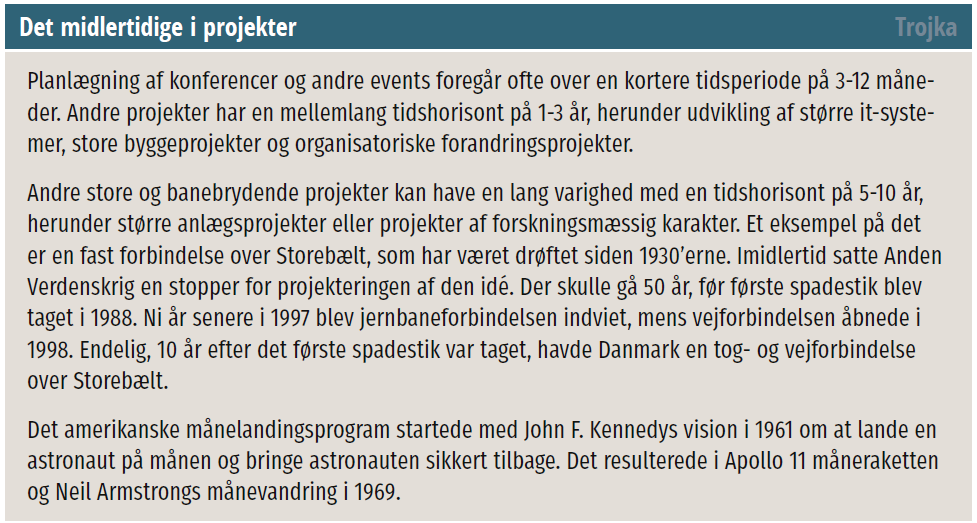 Det midlertidige i projekter
Trojka
Planlægning af konferencer og andre events foregår ofte over en kortere tidsperiode på 3-12 måne-
der. Andre projekter har en mellemlang tidshorisont på 1-3 år, herunder udvikling af større it-syste-
mer, store byggeprojekter og organisatoriske forandringsprojekter.
Andre store og banebrydende projekter kan have en lang varighed med en tidshorisont på 5-10 år,
herunder større anlægsprojekter eller projekter af forskningsmæssig karakter. Et eksempel på det
er en fast forbindelse over Storebælt, som har været drøftet siden 1930’erne. Imidlertid satte Anden
Verdenskrig en stopper for projekteringen af den idé. Der skulle gå 50 år, før første spadestik blev
taget i 1988. Ni år senere i 1997 blev jernbaneforbindelsen indviet, mens vejforbindelsen åbnede i
1998. Endelig, 10 år efter det første spadestik var taget, havde Danmark en tog- og vejforbindelse
over Storebælt.
Det amerikanske månelandingsprogram startede med John F. Kennedys vision i 1961 om at lande en
astronaut på månen og bringe astronauten sikkert tilbage. Det resulterede i Apollo 11 måneraketten
og Neil Armstrongs månevandring i 1969.